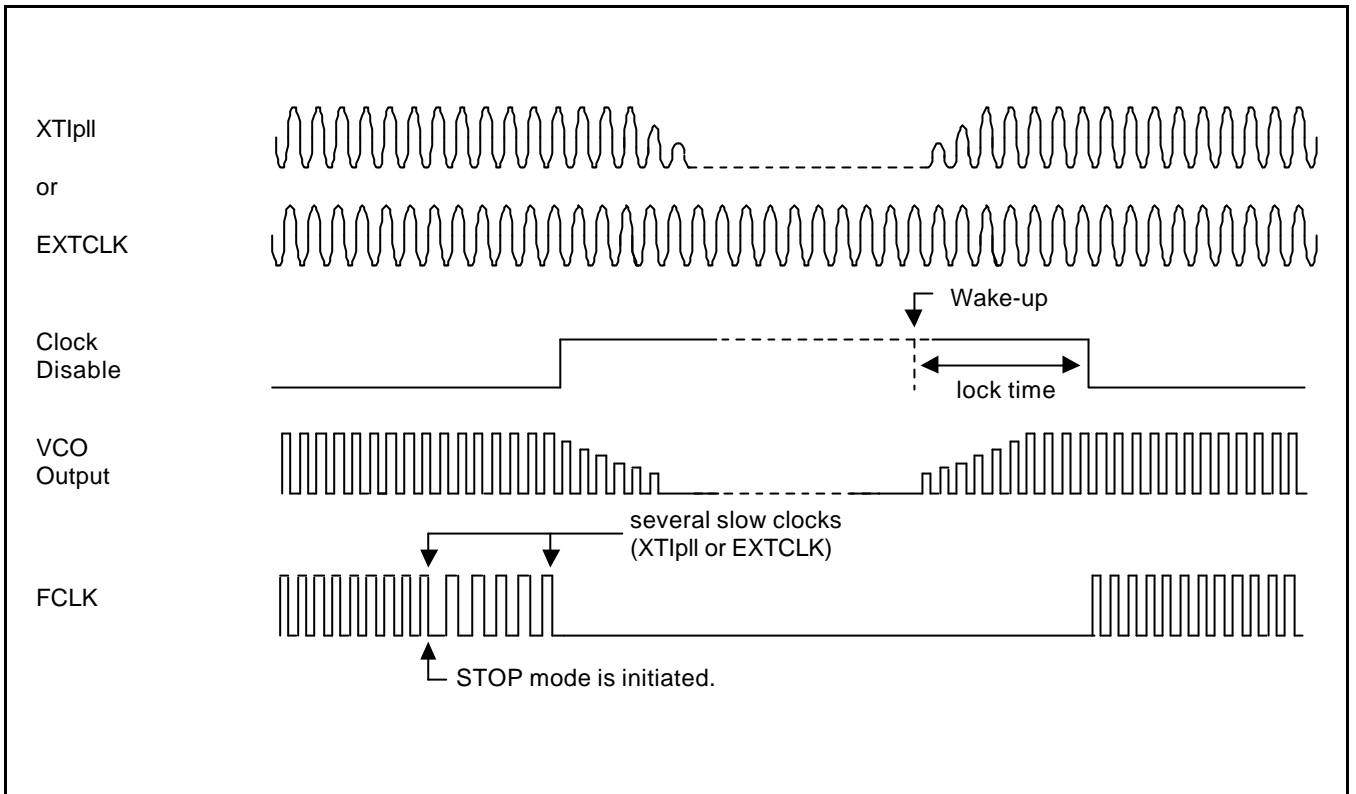 XTIpll
or
EXTCLK
Wake-up
Clock
Disable
lock time
VCO
Output
several slow clocks
(XTIpll or EXTCLK)
FCLK
STOP mode is initiated.